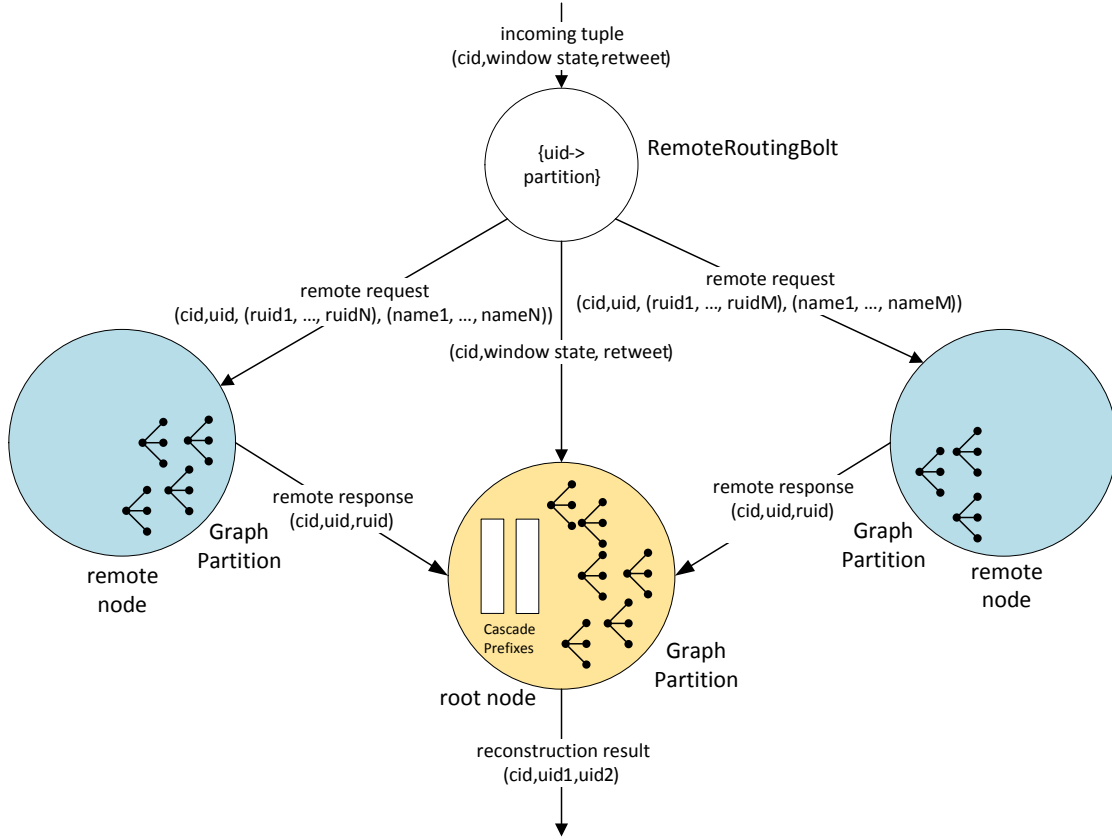 incoming tuple
(cid,window state,retweet)
{uid->
partition}
RemoteRoutingBolt
remote request
(cid,uid, (ruid1, ..., ruidN), (name1, ..., nameN))
remote request
(cid,uid, (ruid1, ..., ruidM), (name1, ..., nameM))
(cid,window state, retweet)
remote response
(cid,uid,ruid)
remote response
(cid,uid,ruid)
Graph
Partition
remote
node
Graph
Partition
remote
node
Cascade
Prefixes
Graph
Partition
root node
reconstruction result
(cid,uid1,uid2)